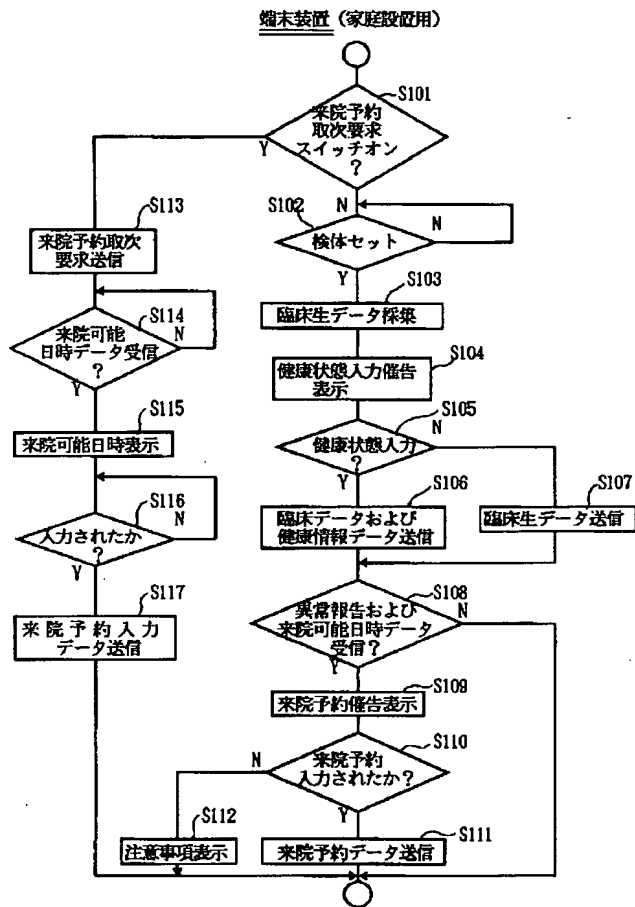 端末装置（家庭設置用）
S101
来院予約
取次要求
スイッチオン
？
Y
N
S113
来院予約取次
要求送信
S102
検体セット
N
Y
S103
臨床生データ採集
S114
来院可能
日時データ受信
？
N
Y
S104
健康状態入力催告
表示
S115
来院可能日時表示
S105
健康状態入力
？
N
Y
S116
入力されたか
？
N
Y
S106
臨床データおよび
健康情報データ送信
S107
臨床生データ送信
S117
来院予約入力
データ送信
S108
異常報告および
来院可能日時データ
受信？
N
Y
S109
来院予約催告表示
S110
来院予約
入力されたか？
N
Y
S112
注意事項表示
S111
来院予約データ送信